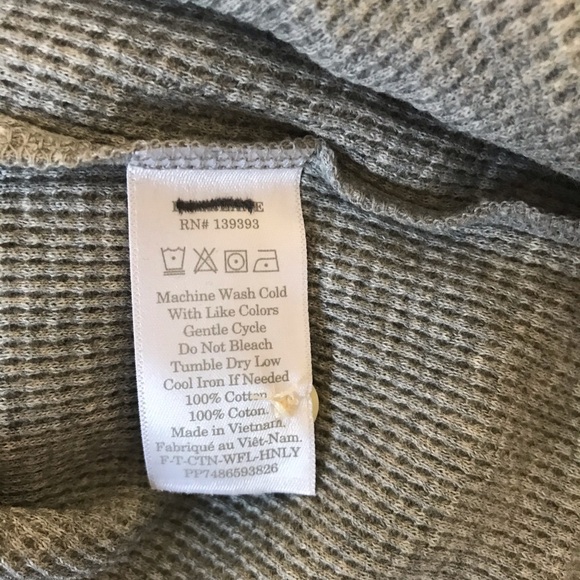 RN# 139393
Machine Wash Cold
With Like Colors
Gentle Cycle
Do Not Bleach
Tumble Dry Low
Cool Iron If Needed
100% Cotton
100% Coton.
Made in Vietnam.
Fabriqué au Viêt-Nam.
F-T-CTN-WFL-HNLY
PP7486593826